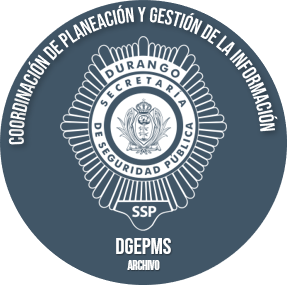 COORDINACIÓN DE PLANEACIÓN Y GESTIÓN DE LA INFORMACIÓN
DURANGO
SECRETARIA
DE SEGURIDAD PÚBLICA
SSP
DGEPMS
ARCHIVO